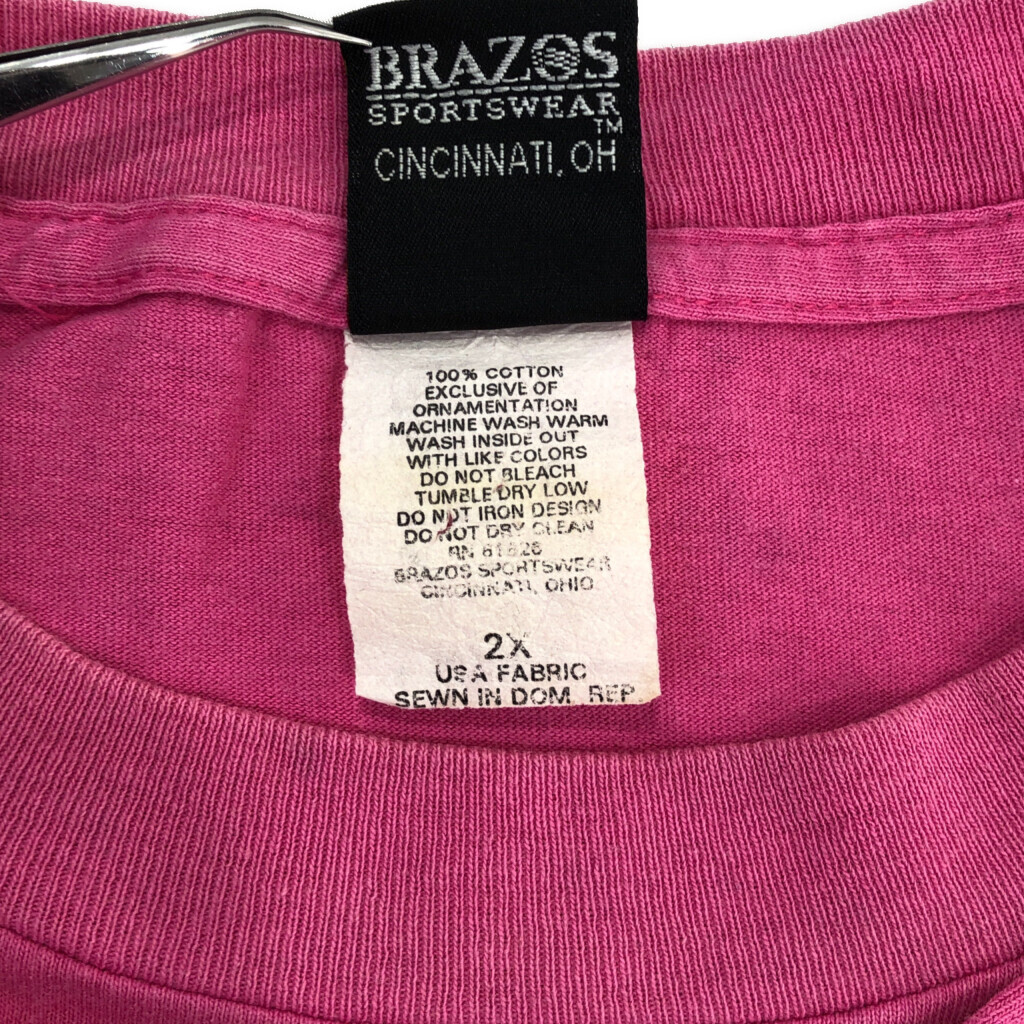 BRAZOS
SPORTSWEAR
TM
CINCINNATI, OH
100% COTTON
EXCLUSIVE OF
ORNAMENTATION
MACHINE WASH WARM
WASH INSIDE OUT
WITH LIKE COLORS
DO NOT BLEACH
TUMBLE DRY LOW
DO NOT IRON DESIGN
DO NOT DRY CLEAN
RN
BRAZOS SPORTSWEAR
CINCINNATI, OHIO
2X
USA FABRIC
SEWN IN DOM. REP.